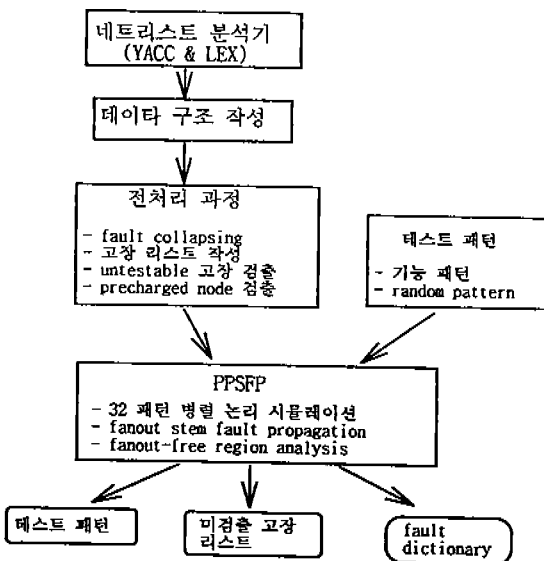 네트리스트 분석기
(YACC & LEX)
데이타 구조 작성
전처리 과정
- fault collapsing
- 고장 리스트 작성
- untestable 고장 검출
- precharged node 검출
테스트 패턴
- 기능 패턴
- random pattern
PPSFP
- 32 패턴 병렬 논리 시뮬레이션
- fanout stem fault propagation
- fanout-free region analysis
테스트 패턴
미검출 고장
리스트
fault
dictionary